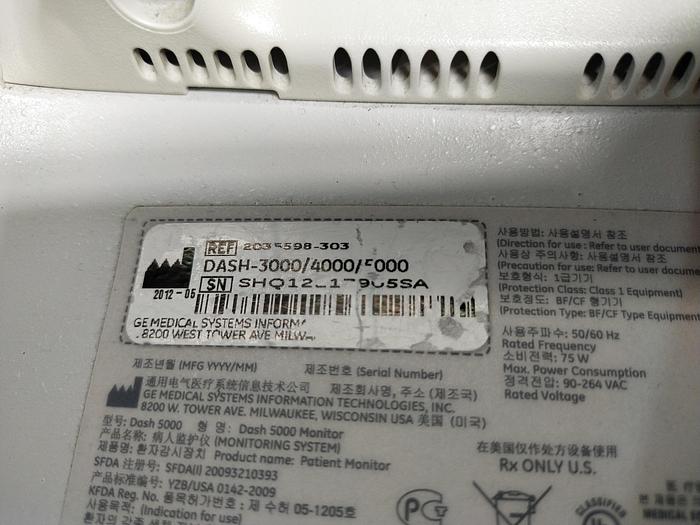 REF
DASH-3000/4000/5000
SN
2012-05
GE MEDICAL SYSTEMS
8200 WEST TOWER AVE
사용방법: 사용설명서 참조
(Direction for use : Refer to user document
사용상 주의사항: 사용설명서 참조
(Precaution for use: Refer to user document
보호형식: 1급기기
(Protection Class: Class 1 Equipment)
보호정도: BF/CF 형기기
(Protection Type: BF/CF Type Equipment
사용주파수: 50/60 Hz
Rated Frequency
소비전력: 75 W
Max. Power Consumption
정격전압: 90-264 VAC
Rated Voltage
제조년월 (MFG YYYY/MM) 제조번호 (Serial Number)
通用电气医疗系统信息技术公司 제조회사명, 주소 (제조국)
GE MEDICAL SYSTEMS INFORMATION TECHNOLOGIES, INC.
8200 W. TOWER AVE. MILWAUKEE, WISCONSIN USA 美国 (미국)
型号: Dash 5000 형 명: Dash 5000 Monitor
产品名称: 病人监护仪 (MONITORING SYSTEM)
제품명: 환자감시장치 Product name: Patient Monitor
SFDA 注册号: SFDA(I) 20093210393
产品标准编号: YZB/USA 0142-2009
KFDA Reg. No. 품목허가번호 : 제 수허 05-1205호
사용목적: (Indication for use)
在美国仅作处方设备使用
Rx ONLY U.S.
CLASSIFIED